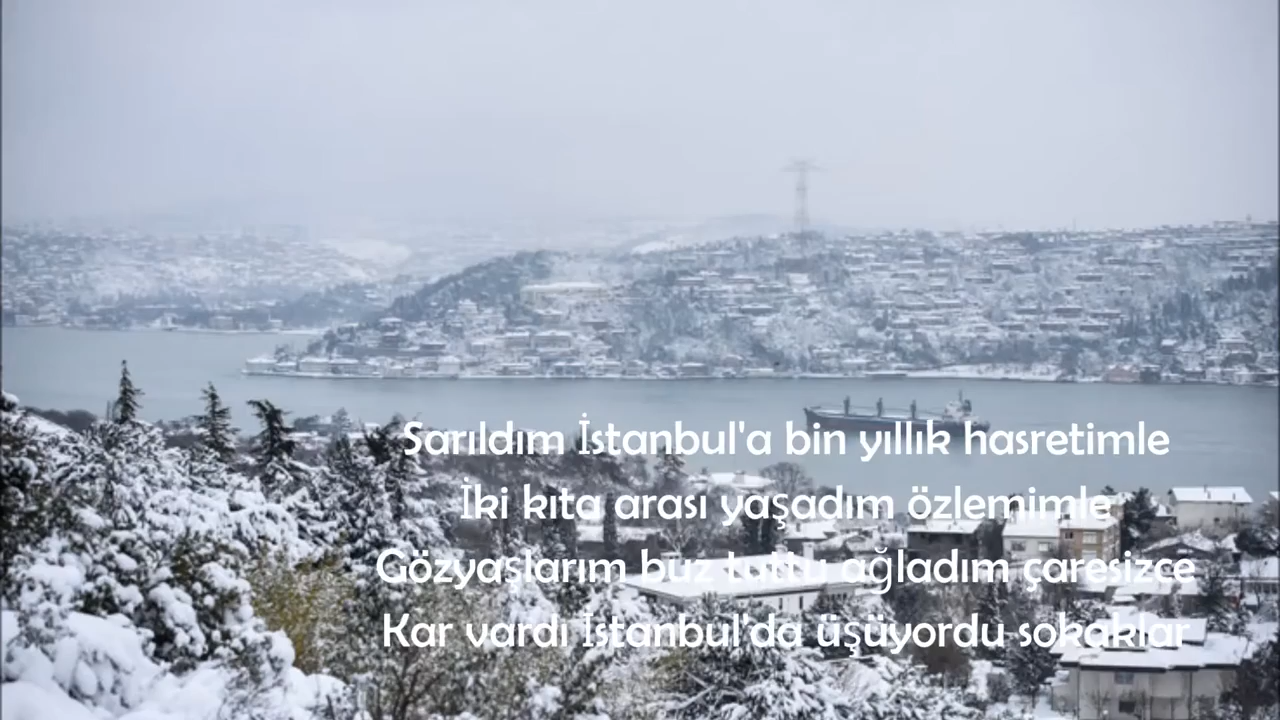 Sarıldım İstanbul'a bin yıllık hasretimle
İki kıta arası yaşadım özlemimle
Gözyaşlarım buz tuttu ağladım çaresizce
Kar vardı İstanbul'da üşüyordu sokaklar